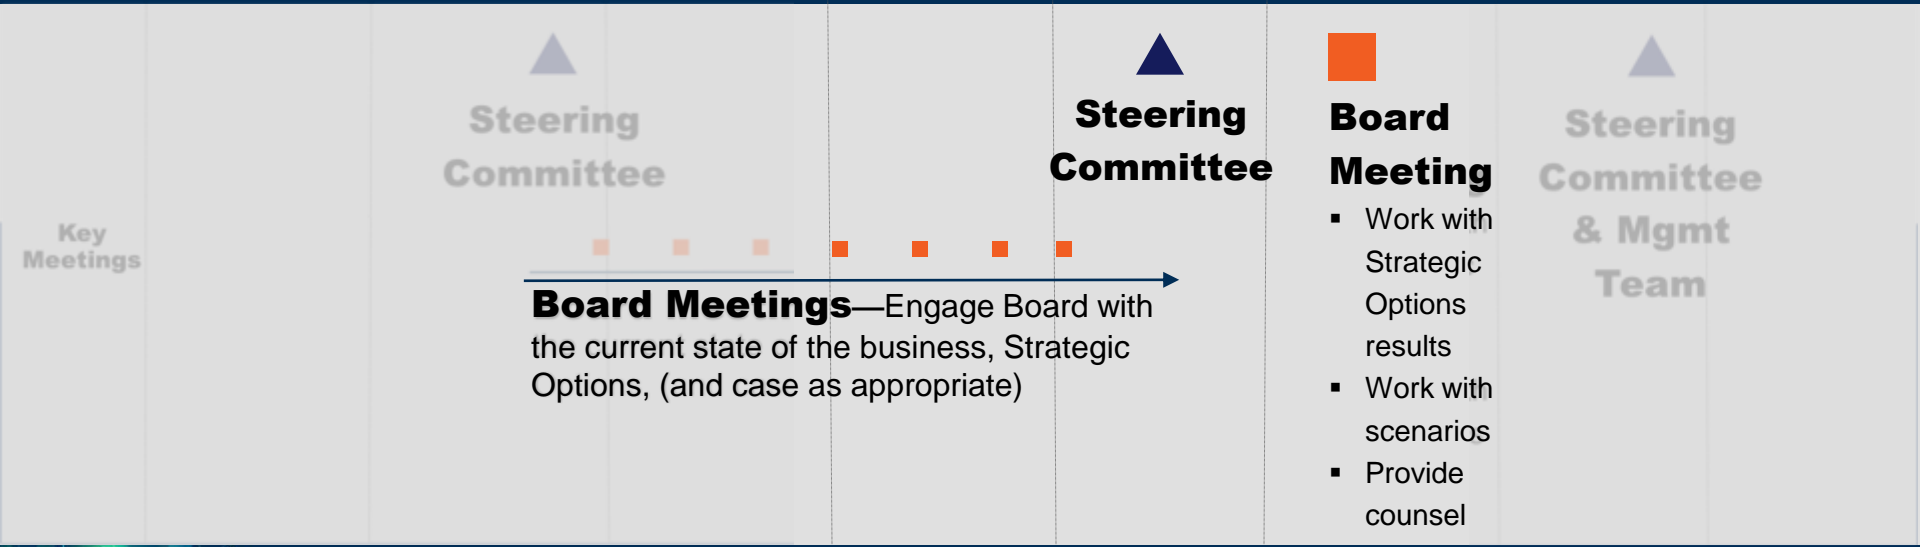 Key
Meetings
Steering
Committee
Board Meetings—Engage Board with
the current state of the business, Strategic
Options, (and case as appropriate)
Steering
Committee
Board
Meeting
▪ Work with
Strategic
Options
results
▪ Work with
scenarios
▪ Provide
counsel
Steering
Committee
& Mgmt
Team